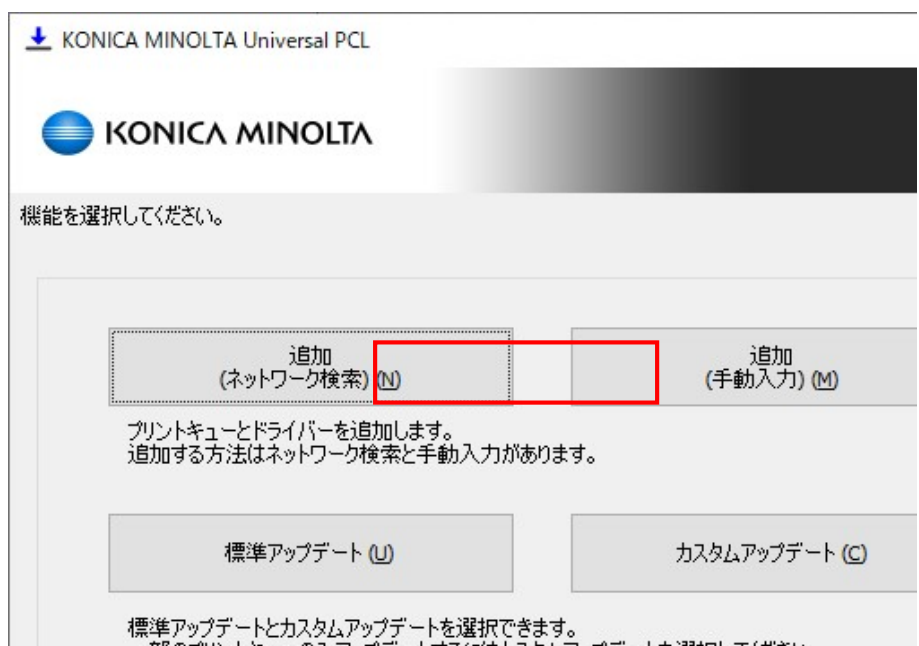 KONICA MINOLTA Universal PCL
KONICA MINOLTA
機能を選択してください。
追加
(ネットワーク検索) (N)
追加
(手動入力) (M)
プリントキューとドライバーを追加します。
追加する方法はネットワーク検索と手動入力があります。
標準アップデート (U)
カスタムアップデート (C)
標準アップデートとカスタムアップデートを選択できます。